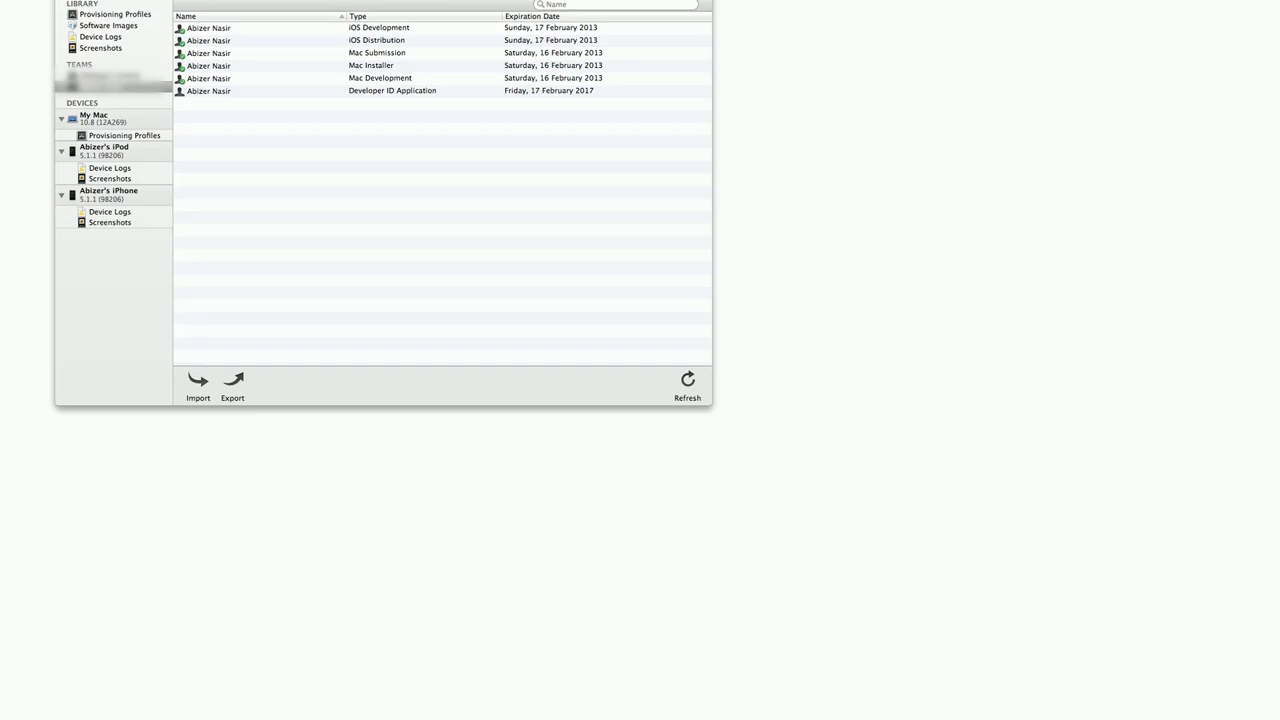 LIBRARY
Provisioning Profiles
Software Images
Device Logs
Screenshots
TEAMS
DEVICES
My Mac
10.8 (12A269)
Provisioning Profiles
Abizer's iPod
5.1.1 (9B206)
Device Logs
Screenshots
Abizer's iPhone
5.1.1 (9B206)
Device Logs
Screenshots
Name
Name Type Expiration Date
Abizer Nasir iOS Development Sunday, 17 February 2013
Abizer Nasir iOS Distribution Sunday, 17 February 2013
Abizer Nasir Mac Submission Saturday, 16 February 2013
Abizer Nasir Mac Installer Saturday, 16 February 2013
Abizer Nasir Mac Development Saturday, 16 February 2013
Abizer Nasir Developer ID Application Friday, 17 February 2017
Import Export Refresh